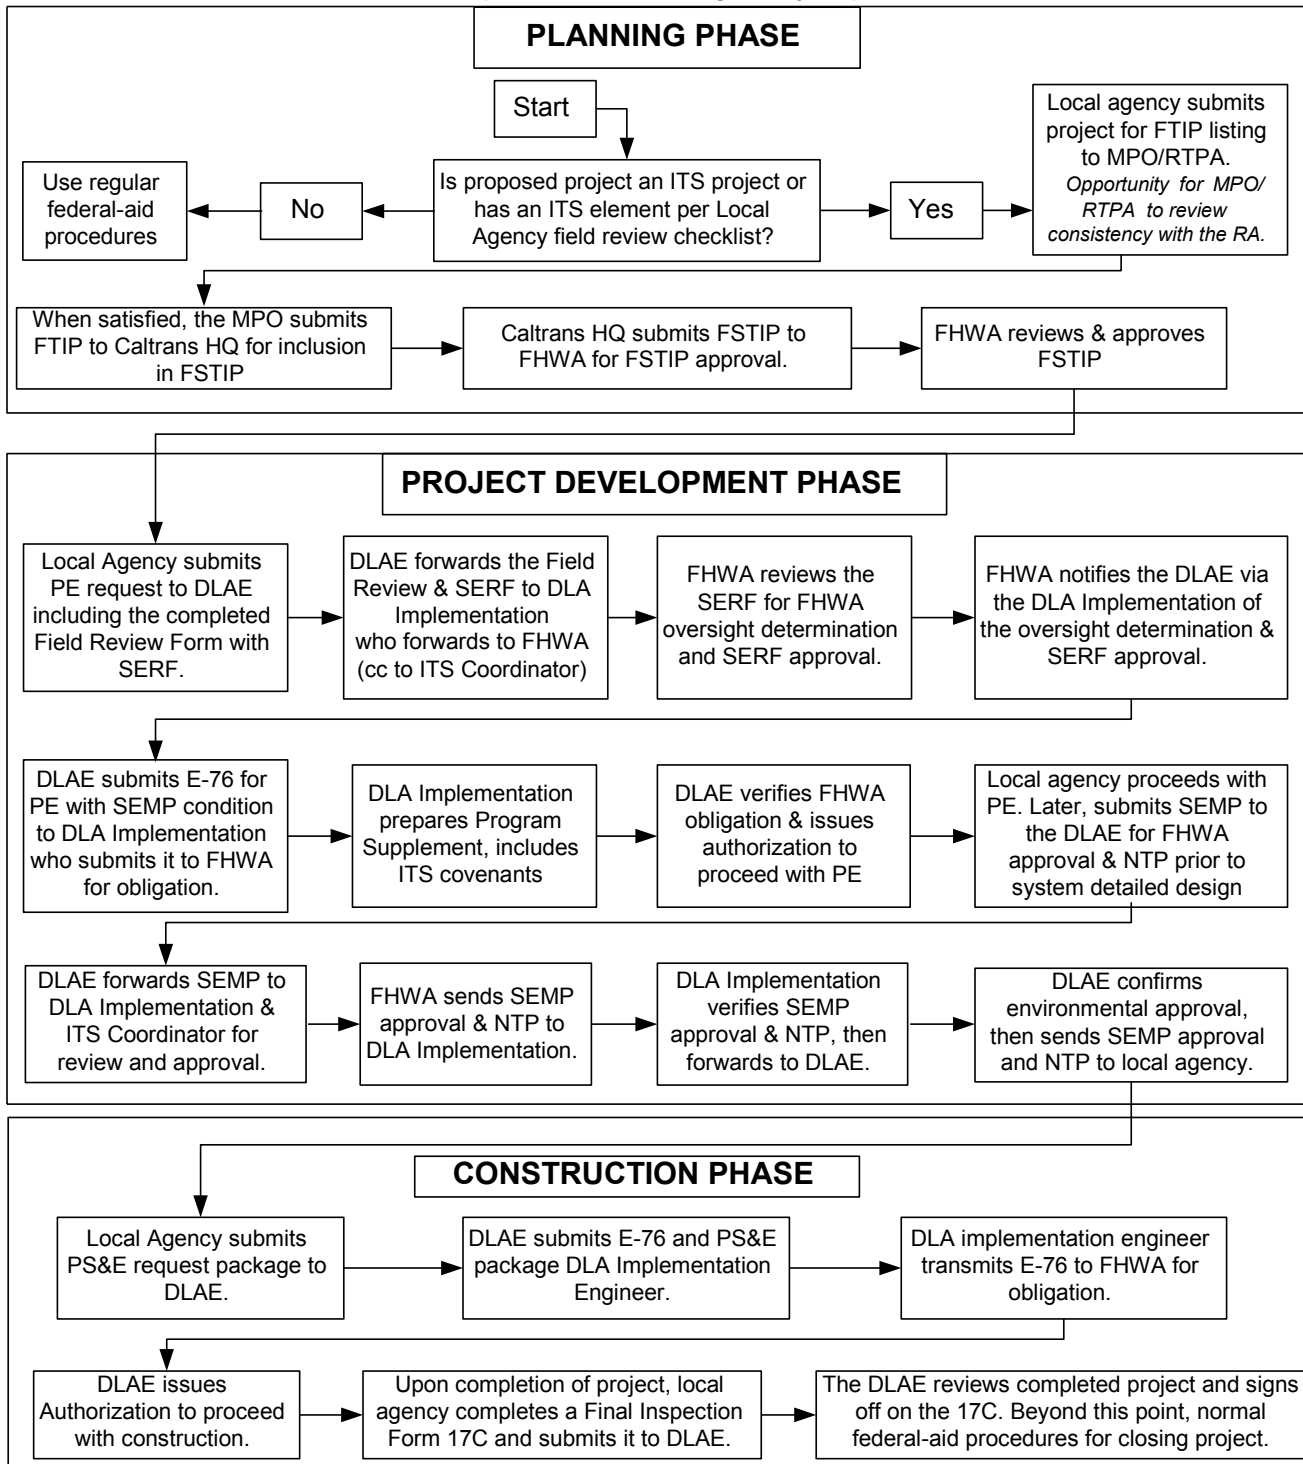 PLANNING PHASE
Start
Is proposed project an ITS project or
has an ITS element per Local
Agency field review checklist?
No
Use regular
federal-aid
procedures
Yes
Local agency submits
project for FTIP listing
to MPO/RTPA.
Opportunity for MPO/
RTPA to review
consistency with the RA.
When satisfied, the MPO submits
FTIP to Caltrans HQ for inclusion
in FSTIP
Caltrans HQ submits FSTIP to
FHWA for FSTIP approval.
FHWA reviews & approves
FSTIP
PROJECT DEVELOPMENT PHASE
Local Agency submits
PE request to DLAE
including the completed
Field Review Form with
SERF.
DLAE forwards the Field
Review & SERF to DLA
Implementation
who forwards to FHWA
(cc to ITS Coordinator)
FHWA reviews the
SERF for FHWA
oversight determination
and SERF approval.
FHWA notifies the DLAE via
the DLA Implementation of
the oversight determination &
SERF approval.
DLAE submits E-76 for
PE with SEMP condition
to DLA Implementation
who submits it to FHWA
for obligation.
DLA Implementation
prepares Program
Supplement, includes
ITS covenants
DLAE verifies FHWA
obligation & issues
authorization to
proceed with PE
Local agency proceeds with
PE. Later, submits SEMP to
the DLAE for FHWA
approval & NTP prior to
system detailed design
DLAE forwards SEMP to
DLA Implementation &
ITS Coordinator for
review and approval.
FHWA sends SEMP
approval & NTP to
DLA Implementation.
DLA Implementation
verifies SEMP
approval & NTP, then
forwards to DLAE.
DLAE confirms
environmental approval,
then sends SEMP approval
and NTP to local agency.
CONSTRUCTION PHASE
Local Agency submits
PS&E request package to
DLAE.
DLAE submits E-76 and PS&E
package DLA Implementation
Engineer.
DLA implementation engineer
transmits E-76 to FHWA for
obligation.
DLAE issues
Authorization to proceed
with construction.
Upon completion of project, local
agency completes a Final Inspection
Form 17C and submits it to DLAE.
The DLAE reviews completed project and signs
off on the 17C. Beyond this point, normal
federal-aid procedures for closing project.